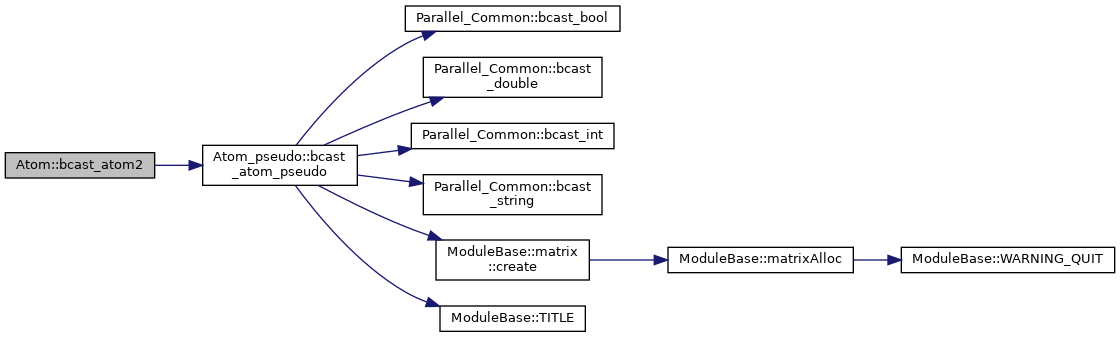 Parallel_Common::bcast_bool
Parallel_Common::bcast
_double
Parallel_Common::bcast_int
Atom::bcast_atom2
Atom_pseudo::bcast
_atom_pseudo
Parallel_Common::bcast
_string
ModuleBase::matrix
::create
ModuleBase::matrixAlloc
ModuleBase::WARNING_QUIT
ModuleBase::TITLE